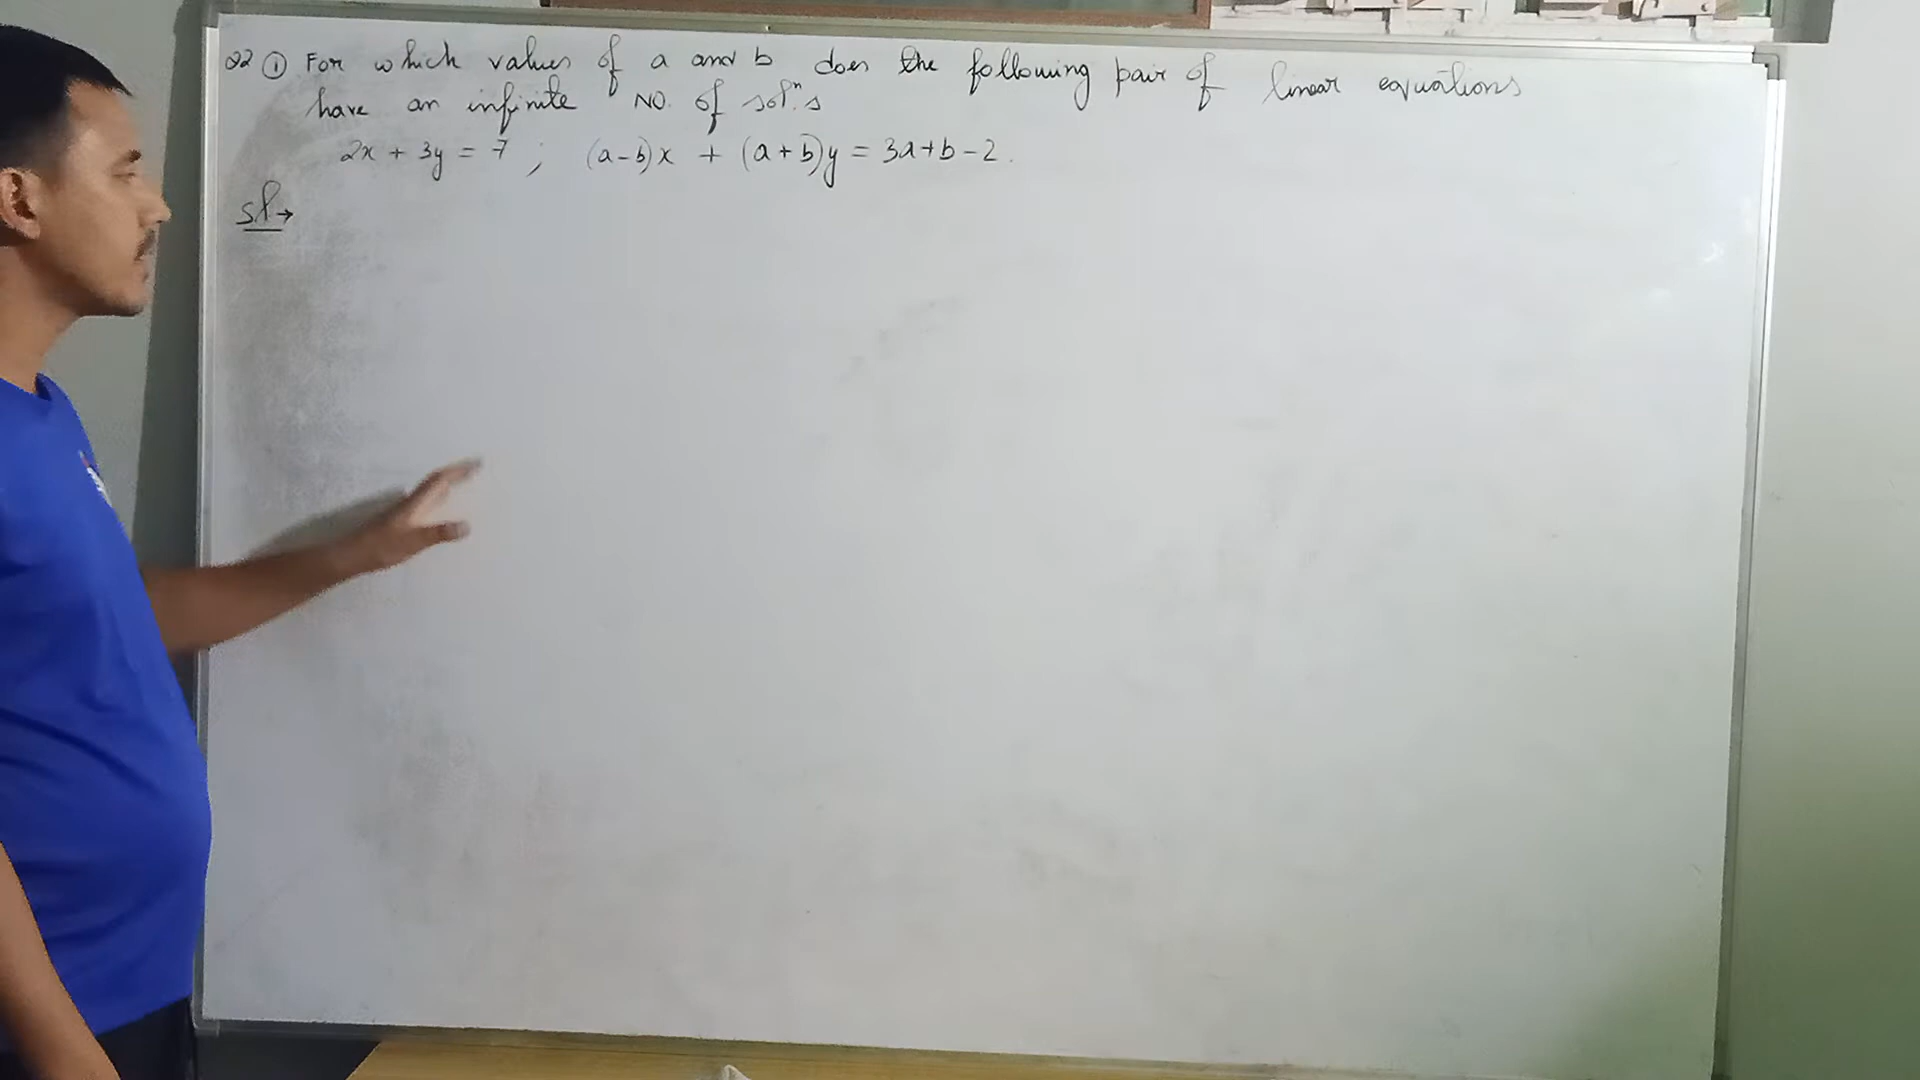 Q2 ① For which values of a and b does the following pair of linear equations
have an infinite NO. of solⁿ.s
2x + 3y = 7 ; (a-b)x + (a+b)y = 3a+b-2.
Sol→